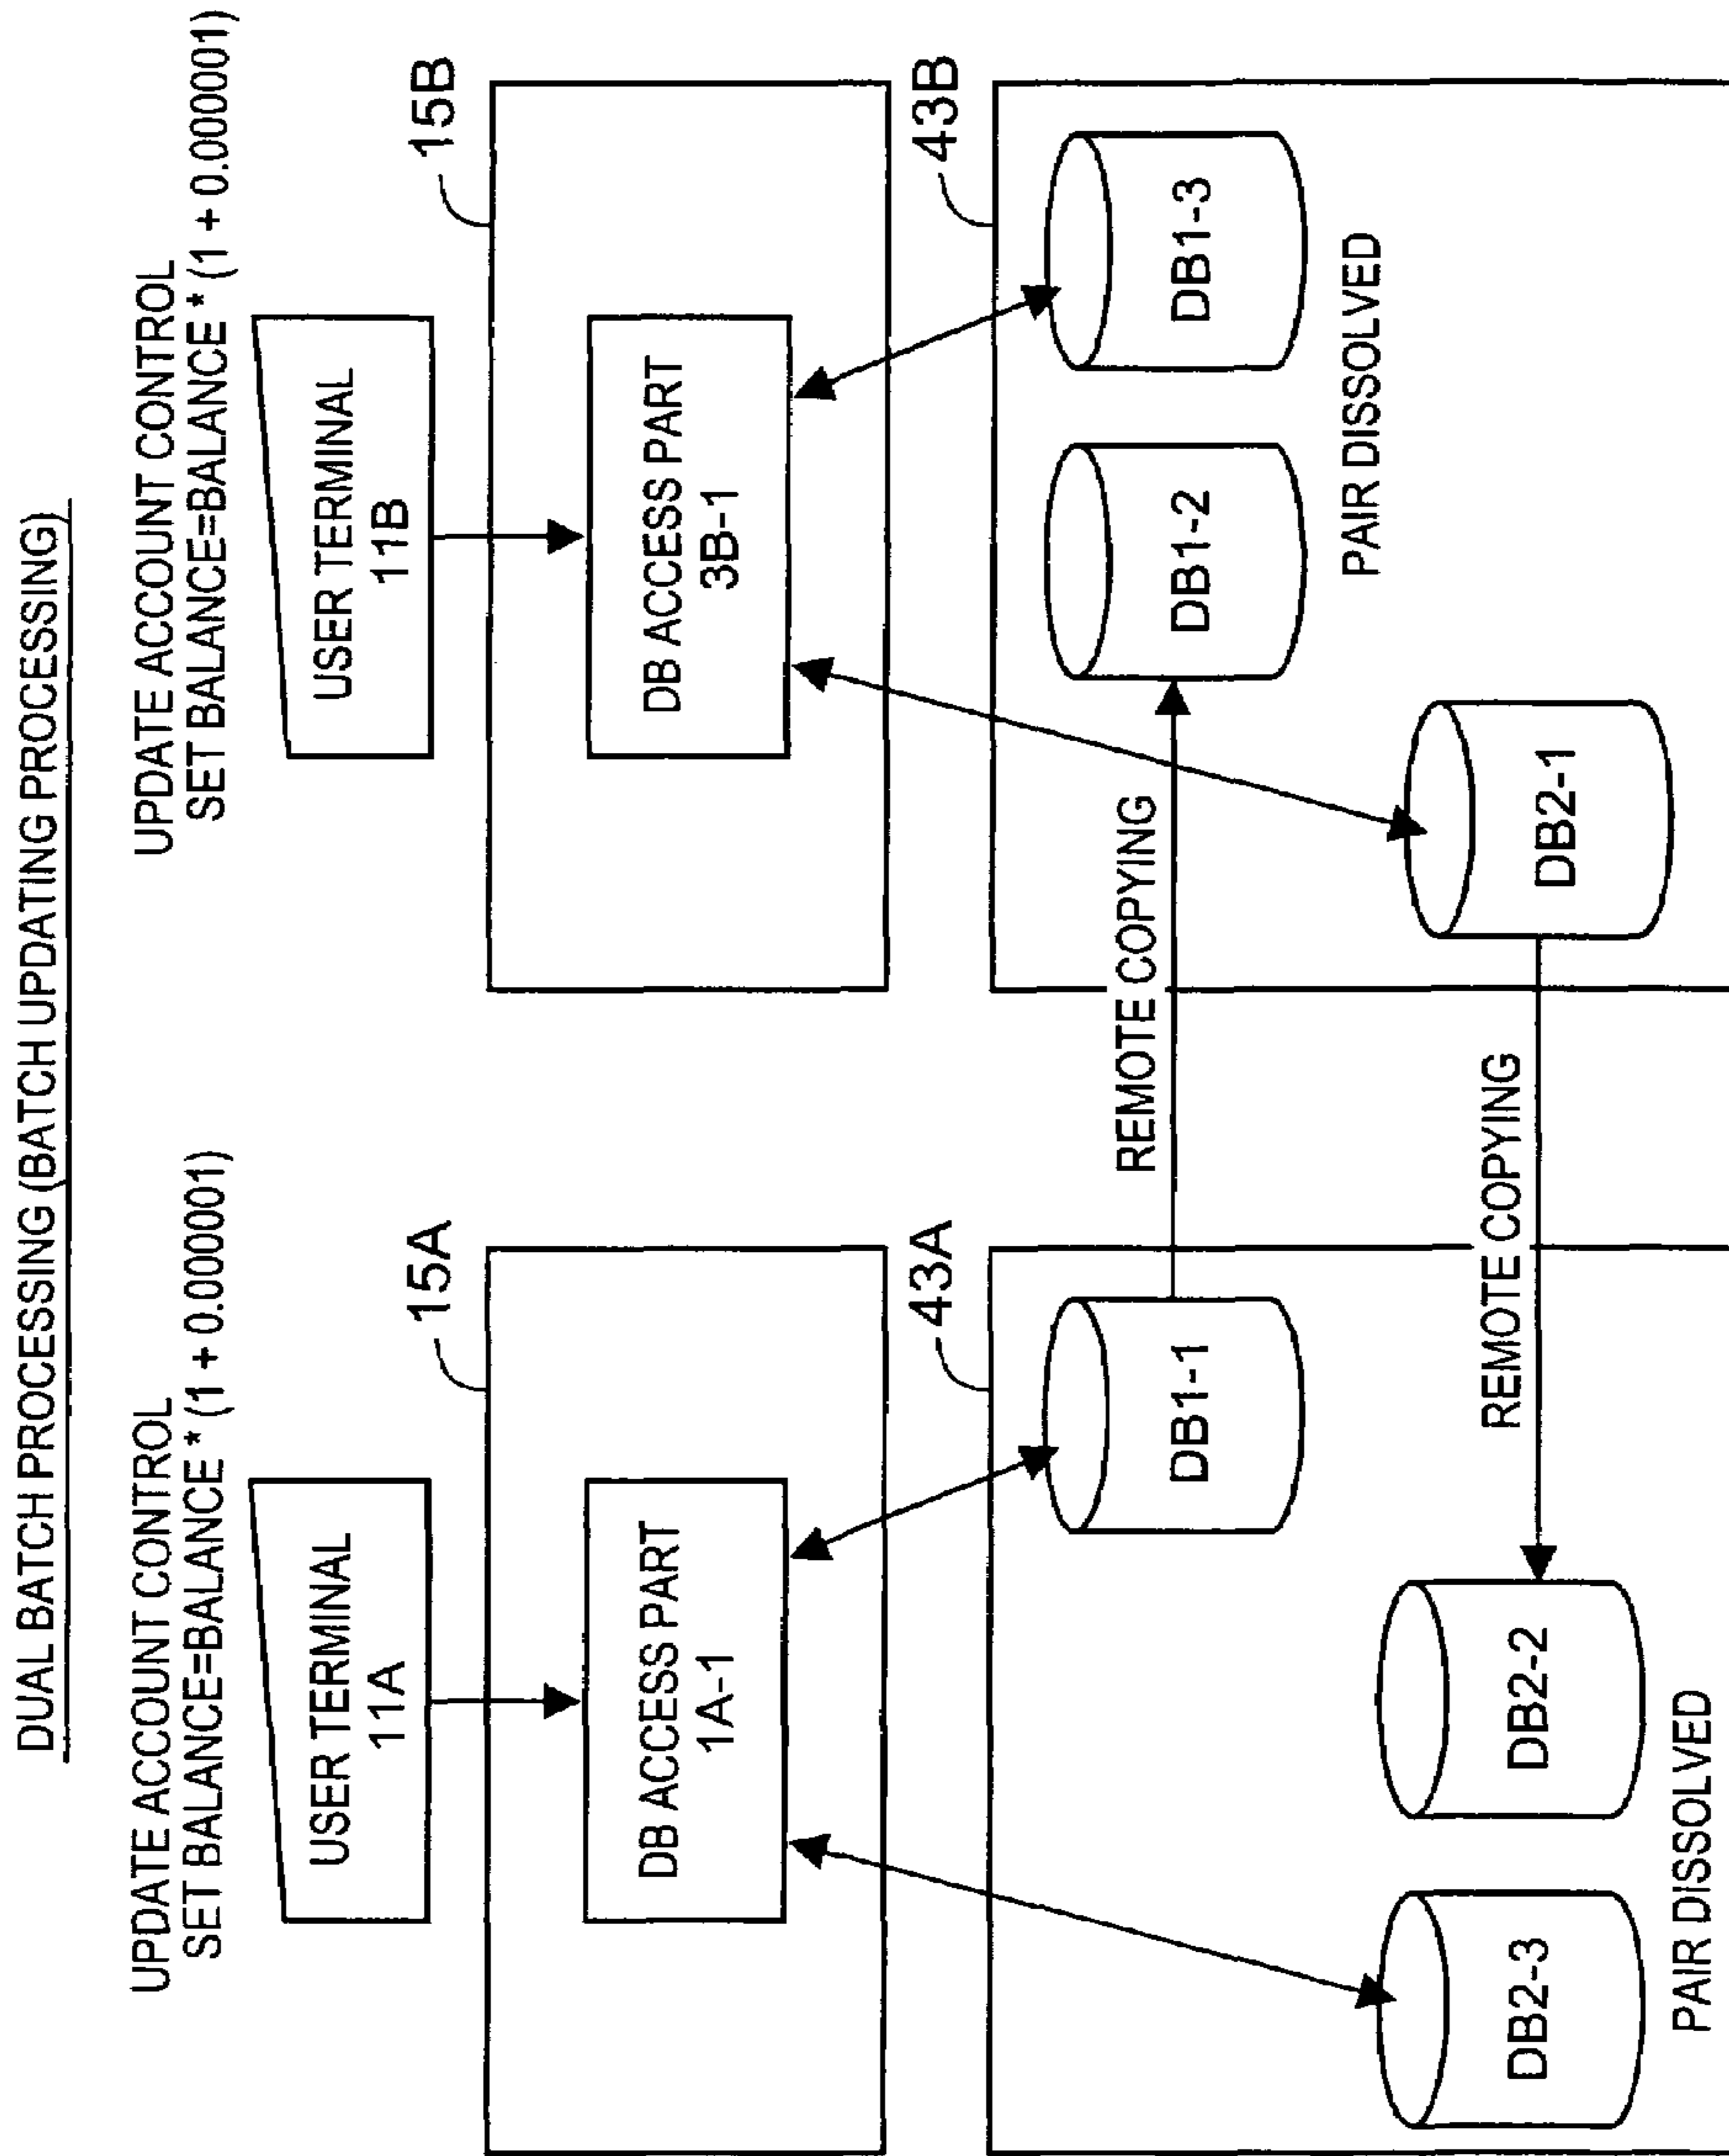 DUAL BATCH PROCESSING (BATCH UPDATING PROCESSING)
UPDATE ACCOUNT CONTROL
SET BALANCE=BALANCE * (1 + 0.000001)
USER TERMINAL
11A
15A
DB ACCESS PART
1A-1
43A
DB1-1
DB2-3
DB2-2
PAIR DISSOLVED
REMOTE COPYING
REMOTE COPYING
UPDATE ACCOUNT CONTROL
SET BALANCE=BALANCE * (1 + 0.000001)
USER TERMINAL
11B
15B
DB ACCESS PART
3B-1
43B
DB1-2
DB1-3
PAIR DISSOLVED
DB2-1